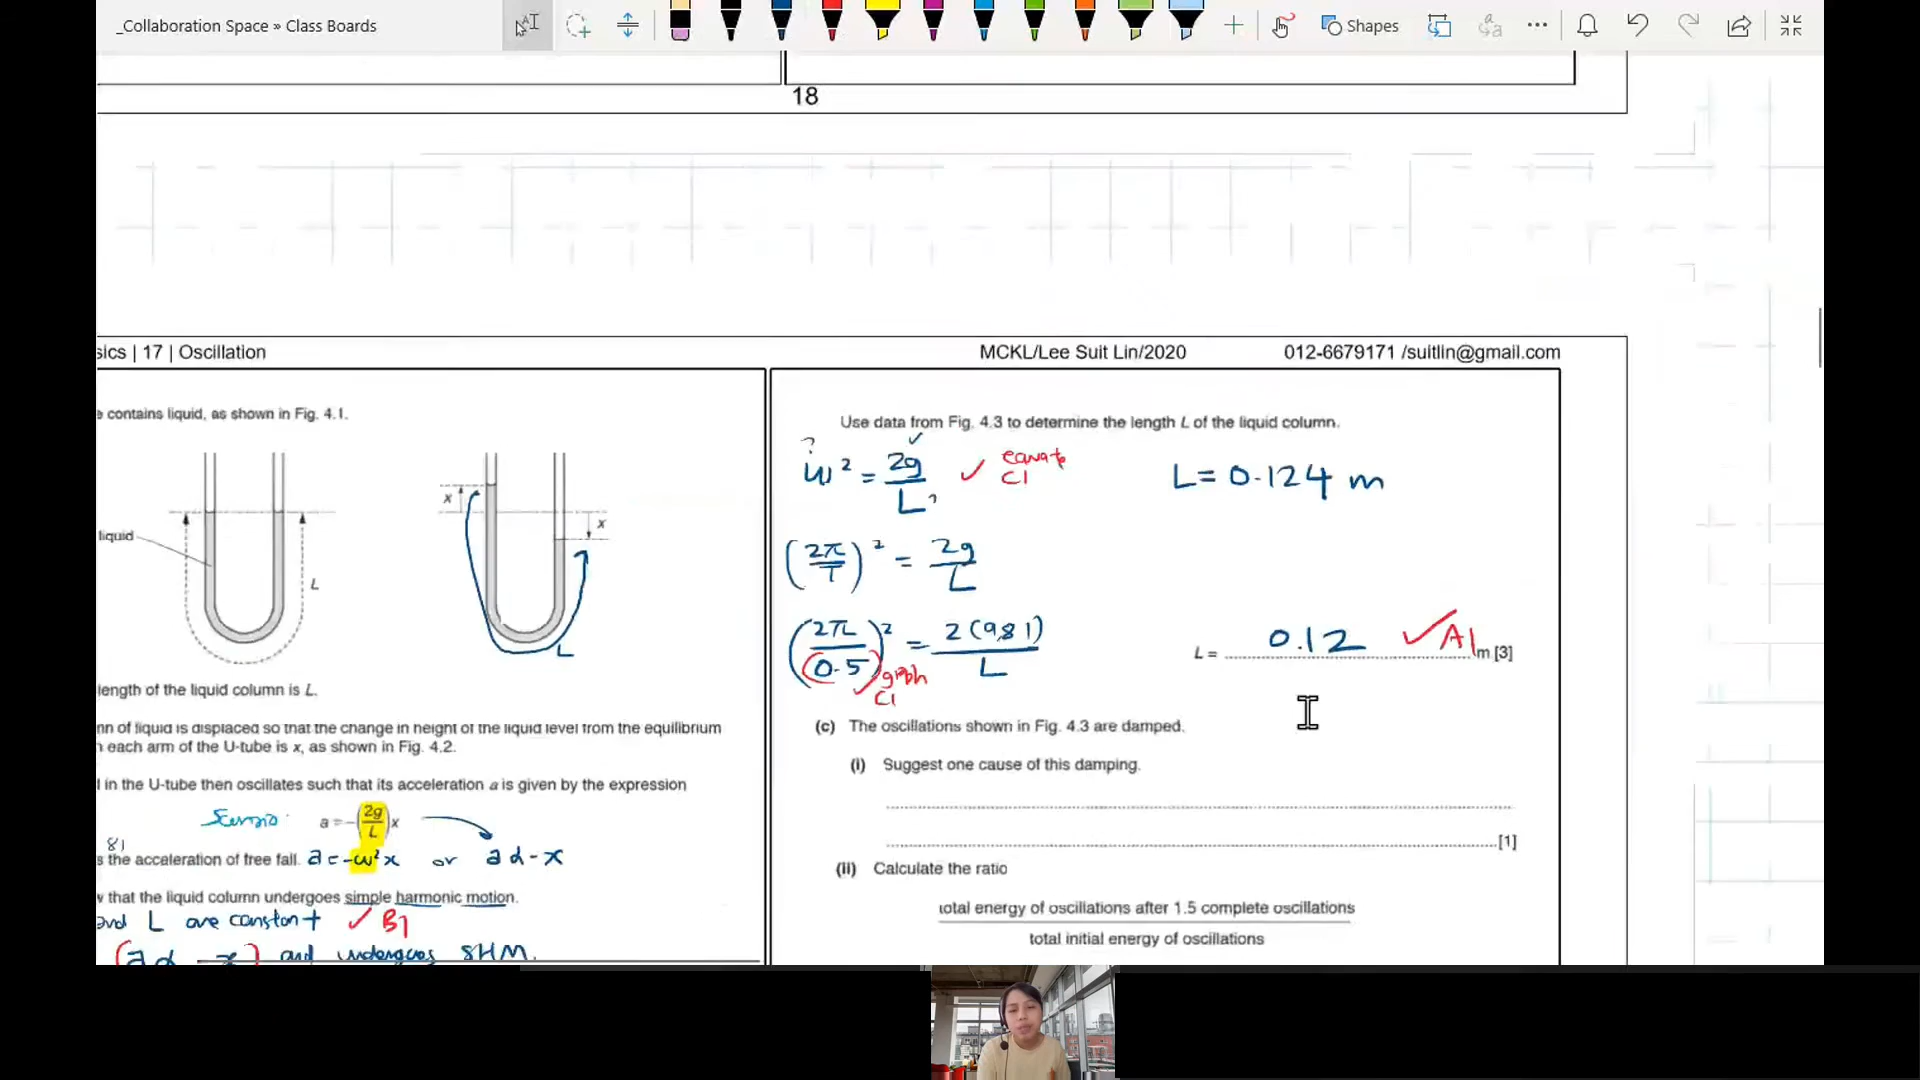 _Collaboration Space » Class Boards
Shapes
18
sics | 17 | Oscillation
MCKL/Lee Suit Lin/2020
012-6679171 /suitlin@gmail.com
e contains liquid, as shown in Fig. 4.1.
x
x
liquid
L
L
length of the liquid column is L.
nn of liquid is displaced so that the change in height of the liquid level from the equilibrium
n each arm of the U-tube is x, as shown in Fig. 4.2.
d in the U-tube then oscillates such that its acceleration a is given by the expression
a = -(2g/L)x
81
s the acceleration of free fall. a = -ω²x or a α - x
w that the liquid column undergoes simple harmonic motion.
and L are constant ✓ B1
(a α - x) and undergoes SHM.
Use data from Fig. 4.3 to determine the length L of the liquid column.
? ✓
ω² = 2g/L ? ✓ equate C1
L = 0.124 m
(2π/T)² = 2g/L
(2π/0.5)² = 2(9.81)/L
✓ graph C1
L = 0.12 m [3] ✓ A1
(c) The oscillations shown in Fig. 4.3 are damped.
(i) Suggest one cause of this damping.
[1]
(ii) Calculate the ratio
total energy of oscillations after 1.5 complete oscillations
total initial energy of oscillations